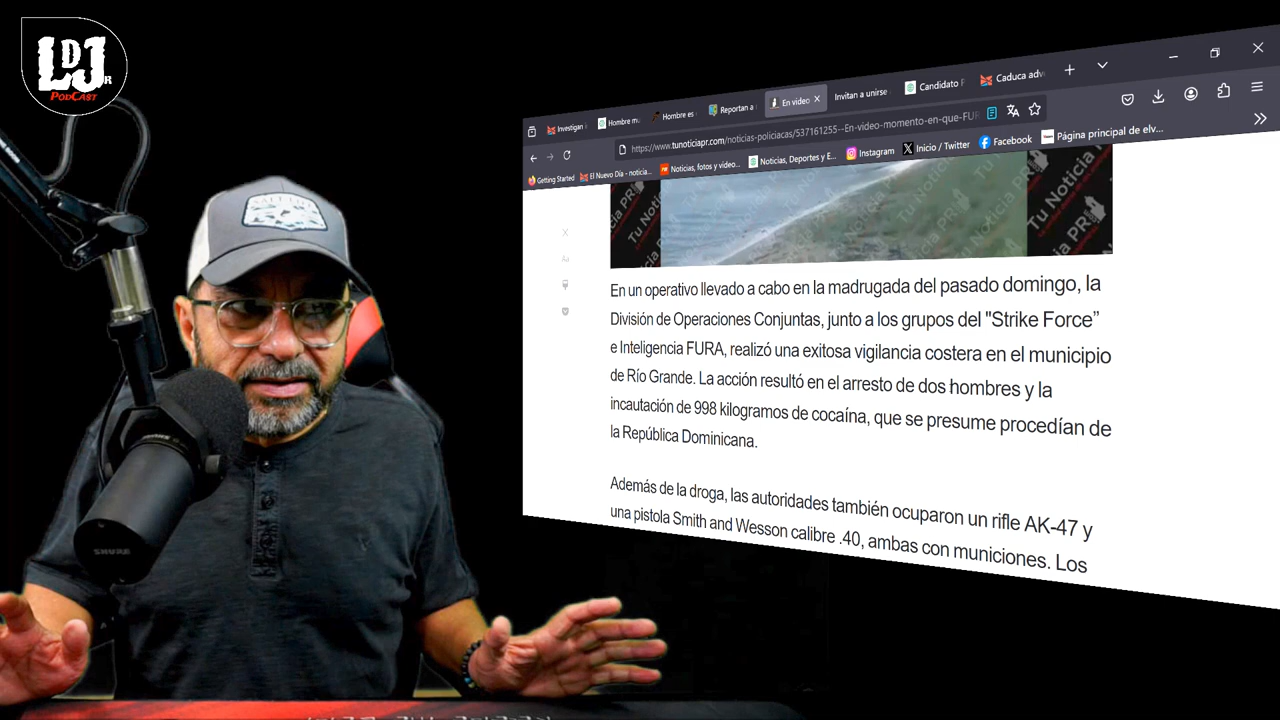 LDJR
PodCast
SALT LIFE
SHURE
Investigan
Hombre mu
Hombre es
Reportan a
En video
Invitan a unirse
Candidato P
Caduca adv
https://www.tunoticiapr.com/noticias-policiacas/537161255--En-video-momento-en-que-FUR
Getting Started
El Nuevo Día - noticia...
Noticias, fotos y vídeo...
Noticias, Deportes y E...
Instagram
Inicio / Twitter
Facebook
Página principal de elv...
Tu Noticia PR
En un operativo llevado a cabo en la madrugada del pasado domingo, la
División de Operaciones Conjuntas, junto a los grupos del "Strike Force”
e Inteligencia FURA, realizó una exitosa vigilancia costera en el municipio
de Río Grande. La acción resultó en el arresto de dos hombres y la
incautación de 998 kilogramos de cocaína, que se presume procedían de
la República Dominicana.
Además de la droga, las autoridades también ocuparon un rifle AK-47 y
una pistola Smith and Wesson calibre .40, ambas con municiones. Los